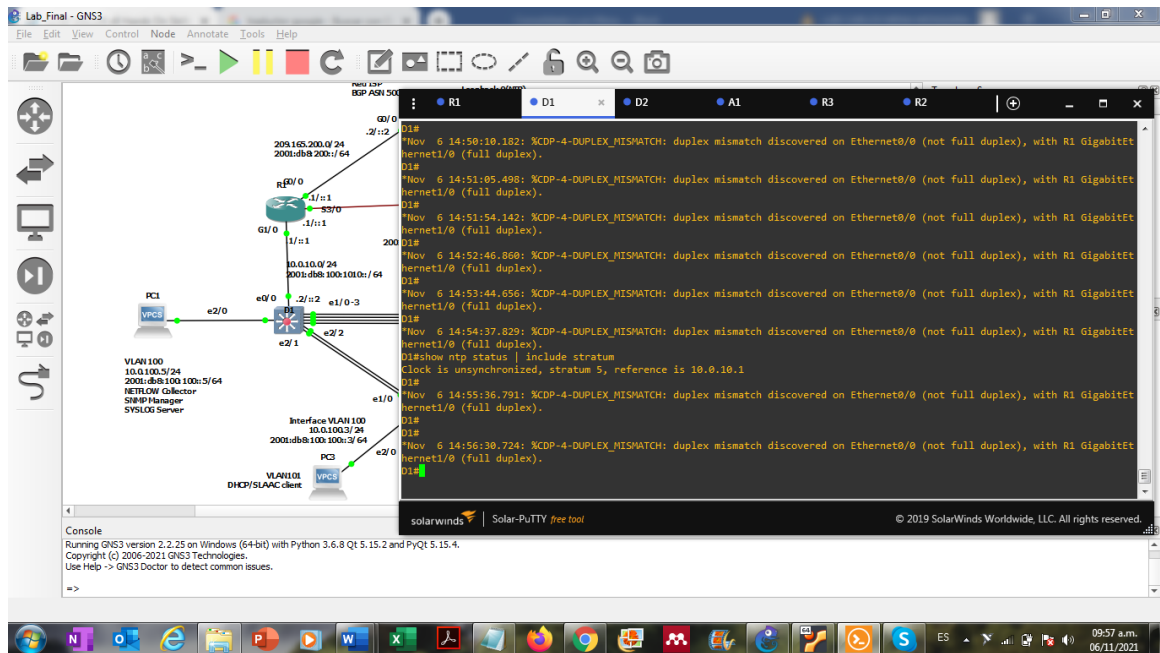 Lab_Final - GNS3
File Edit View Control Node Annotate Tools Help
BGP ASN 500
G0/0
.2/::2
209.165.200.0/24
2001:db8:200::/64
R1
G0/0
.1/::1
S3/0
.1/::1
G1/0
.1/::1
200
10.0.10.0/24
2001:db8:100:1010::/64
PC1
VPCS
e2/0
e0/0
.2/::2
e1/0-3
D1
e2/2
e2/1
VLAN 100
10.0.100.5/24
2001:db8:100:100::5/64
NETFLOW Collector
SNMP Manager
SYSLOG Server
e1/0
Interface VLAN 100
10.0.100.3/24
2001:db8:100:100::3/64
PC3
e2/0
VPCS
VLAN101
DHCP/SLAAC client
R1 D1 × D2 A1 R3 R2
D1#
*Nov  6 14:50:10.182: %CDP-4-DUPLEX_MISMATCH: duplex mismatch discovered on Ethernet0/0 (not full duplex), with R1 GigabitEt
hernet1/0 (full duplex).
D1#
*Nov  6 14:51:05.498: %CDP-4-DUPLEX_MISMATCH: duplex mismatch discovered on Ethernet0/0 (not full duplex), with R1 GigabitEt
hernet1/0 (full duplex).
D1#
*Nov  6 14:51:54.142: %CDP-4-DUPLEX_MISMATCH: duplex mismatch discovered on Ethernet0/0 (not full duplex), with R1 GigabitEt
hernet1/0 (full duplex).
D1#
*Nov  6 14:52:46.860: %CDP-4-DUPLEX_MISMATCH: duplex mismatch discovered on Ethernet0/0 (not full duplex), with R1 GigabitEt
hernet1/0 (full duplex).
D1#
*Nov  6 14:53:44.656: %CDP-4-DUPLEX_MISMATCH: duplex mismatch discovered on Ethernet0/0 (not full duplex), with R1 GigabitEt
hernet1/0 (full duplex).
D1#
*Nov  6 14:54:37.829: %CDP-4-DUPLEX_MISMATCH: duplex mismatch discovered on Ethernet0/0 (not full duplex), with R1 GigabitEt
hernet1/0 (full duplex).
D1#show ntp status | include stratum
Clock is unsynchronized, stratum 5, reference is 10.0.10.1
D1#
*Nov  6 14:55:36.791: %CDP-4-DUPLEX_MISMATCH: duplex mismatch discovered on Ethernet0/0 (not full duplex), with R1 GigabitEt
hernet1/0 (full duplex).
D1#
D1#
*Nov  6 14:56:30.724: %CDP-4-DUPLEX_MISMATCH: duplex mismatch discovered on Ethernet0/0 (not full duplex), with R1 GigabitEt
hernet1/0 (full duplex).
D1#
solarwinds Solar-PuTTY free tool © 2019 SolarWinds Worldwide, LLC. All rights reserved.
Console
Running GNS3 version 2.2.25 on Windows (64-bit) with Python 3.6.8 Qt 5.15.2 and PyQt 5.15.4.
Copyright (c) 2006-2021 GNS3 Technologies.
Use Help -> GNS3 Doctor to detect common issues.
=>
ES
09:57 a.m.
06/11/2021